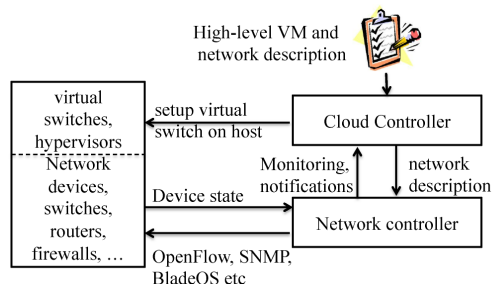 High-level VM and
network description
virtual
switches,
hypervisors
Network
devices,
switches,
routers,
firewalls, …
setup virtual
switch on host
Cloud Controller
Monitoring,
notifications
network
description
Device state
Network controller
OpenFlow, SNMP,
BladeOS etc